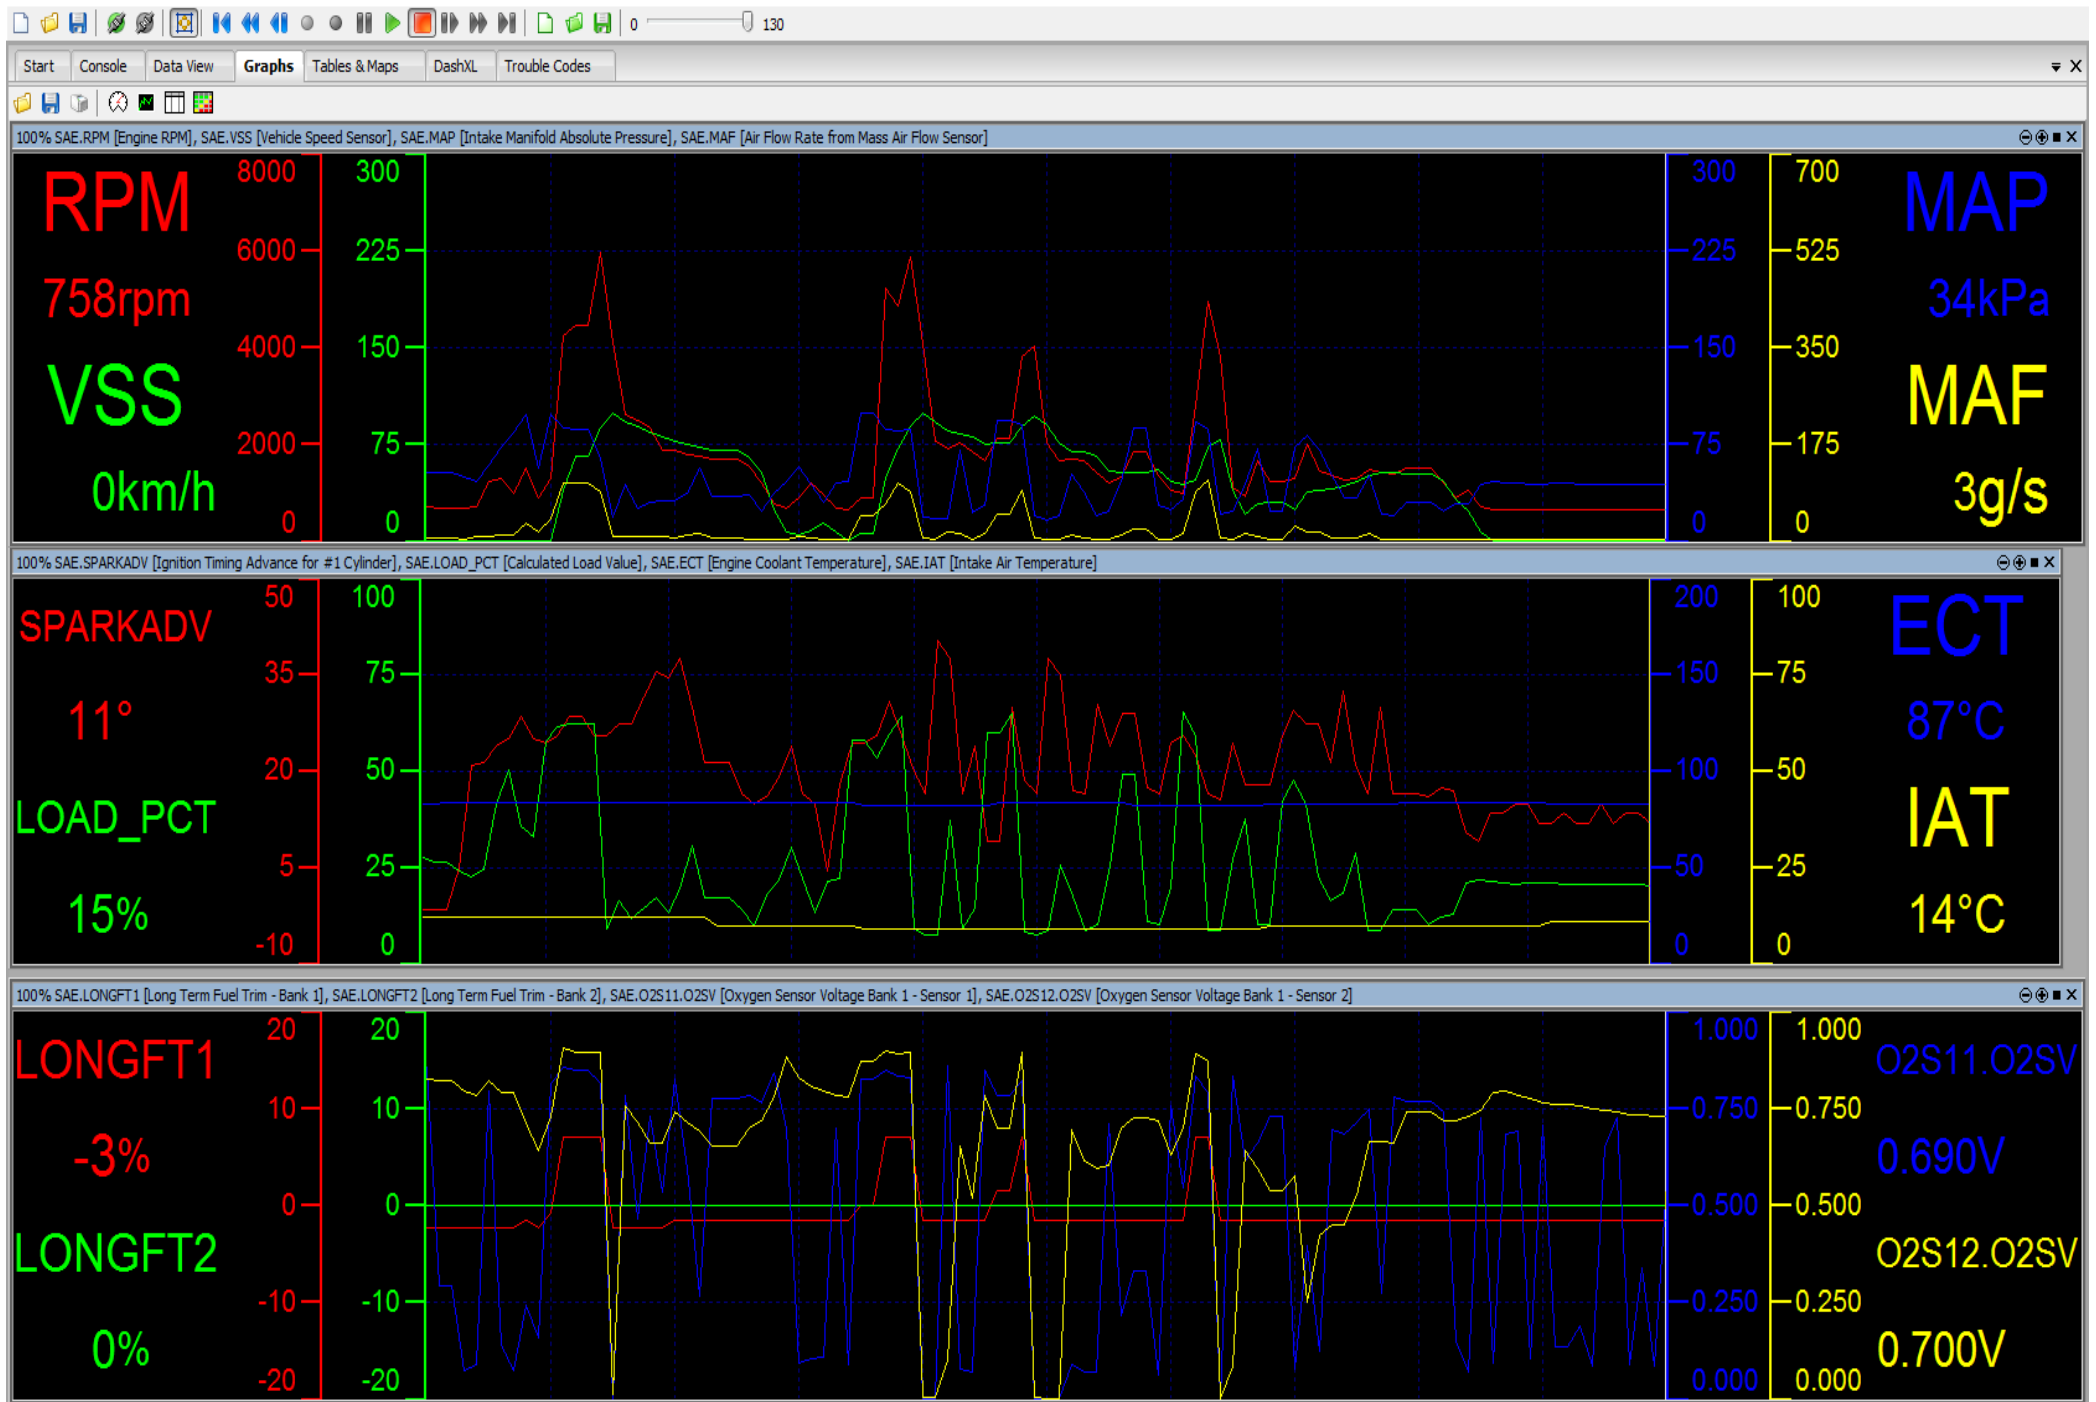 0 130
Start Console Data View Graphs Tables & Maps DashXL Trouble Codes
100% SAE.RPM [Engine RPM], SAE.VSS [Vehicle Speed Sensor], SAE.MAP [Intake Manifold Absolute Pressure], SAE.MAF [Air Flow Rate from Mass Air Flow Sensor]
RPM 8000 300 300 700 MAP
6000 225 225 525
758rpm 34kPa
4000 150 150 350
VSS MAF
2000 75 75 175
0km/h 3g/s
0 0 0 0
100% SAE.SPARKADV [Ignition Timing Advance for #1 Cylinder], SAE.LOAD_PCT [Calculated Load Value], SAE.ECT [Engine Coolant Temperature], SAE.IAT [Intake Air Temperature]
50 100 200 100
SPARKADV ECT
35 75 150 75
11° 87°C
20 50 100 50
LOAD_PCT IAT
5 25 50 25
15% 14°C
-10 0 0 0
100% SAE.LONGFT1 [Long Term Fuel Trim - Bank 1], SAE.LONGFT2 [Long Term Fuel Trim - Bank 2], SAE.O2S11.O2SV [Oxygen Sensor Voltage Bank 1 - Sensor 1], SAE.O2S12.O2SV [Oxygen Sensor Voltage Bank 1 - Sensor 2]
20 20 1.000 1.000
LONGFT1 O2S11.O2SV
10 10 0.750 0.750
-3% 0.690V
0 0 0.500 0.500
LONGFT2 O2S12.O2SV
-10 -10 0.250 0.250
0% 0.700V
-20 -20 0.000 0.000